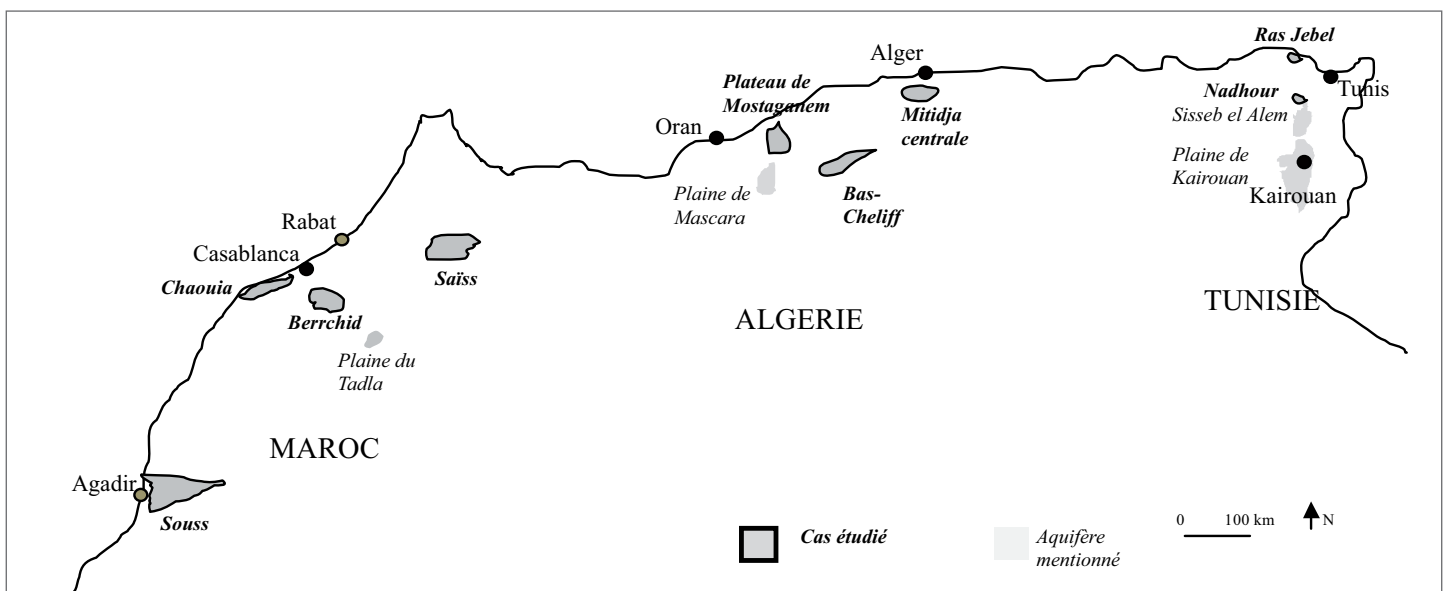 Ras Jebel
Alger
Tunis
Plateau de
Mostaganem
Nadhour
Mitidja
centrale
Sisseb el Alem
Oran
Plaine de
Kairouan
Kairouan
Plaine de
Mascara
Bas-
Cheliff
Rabat
Casablanca
Chaouia
Saïss
Berrchid
TUNISIE
ALGERIE
Plaine du
Tadla
MAROC
Agadir
Souss
Cas étudié
Aquifère
mentionné
0 100 km
N